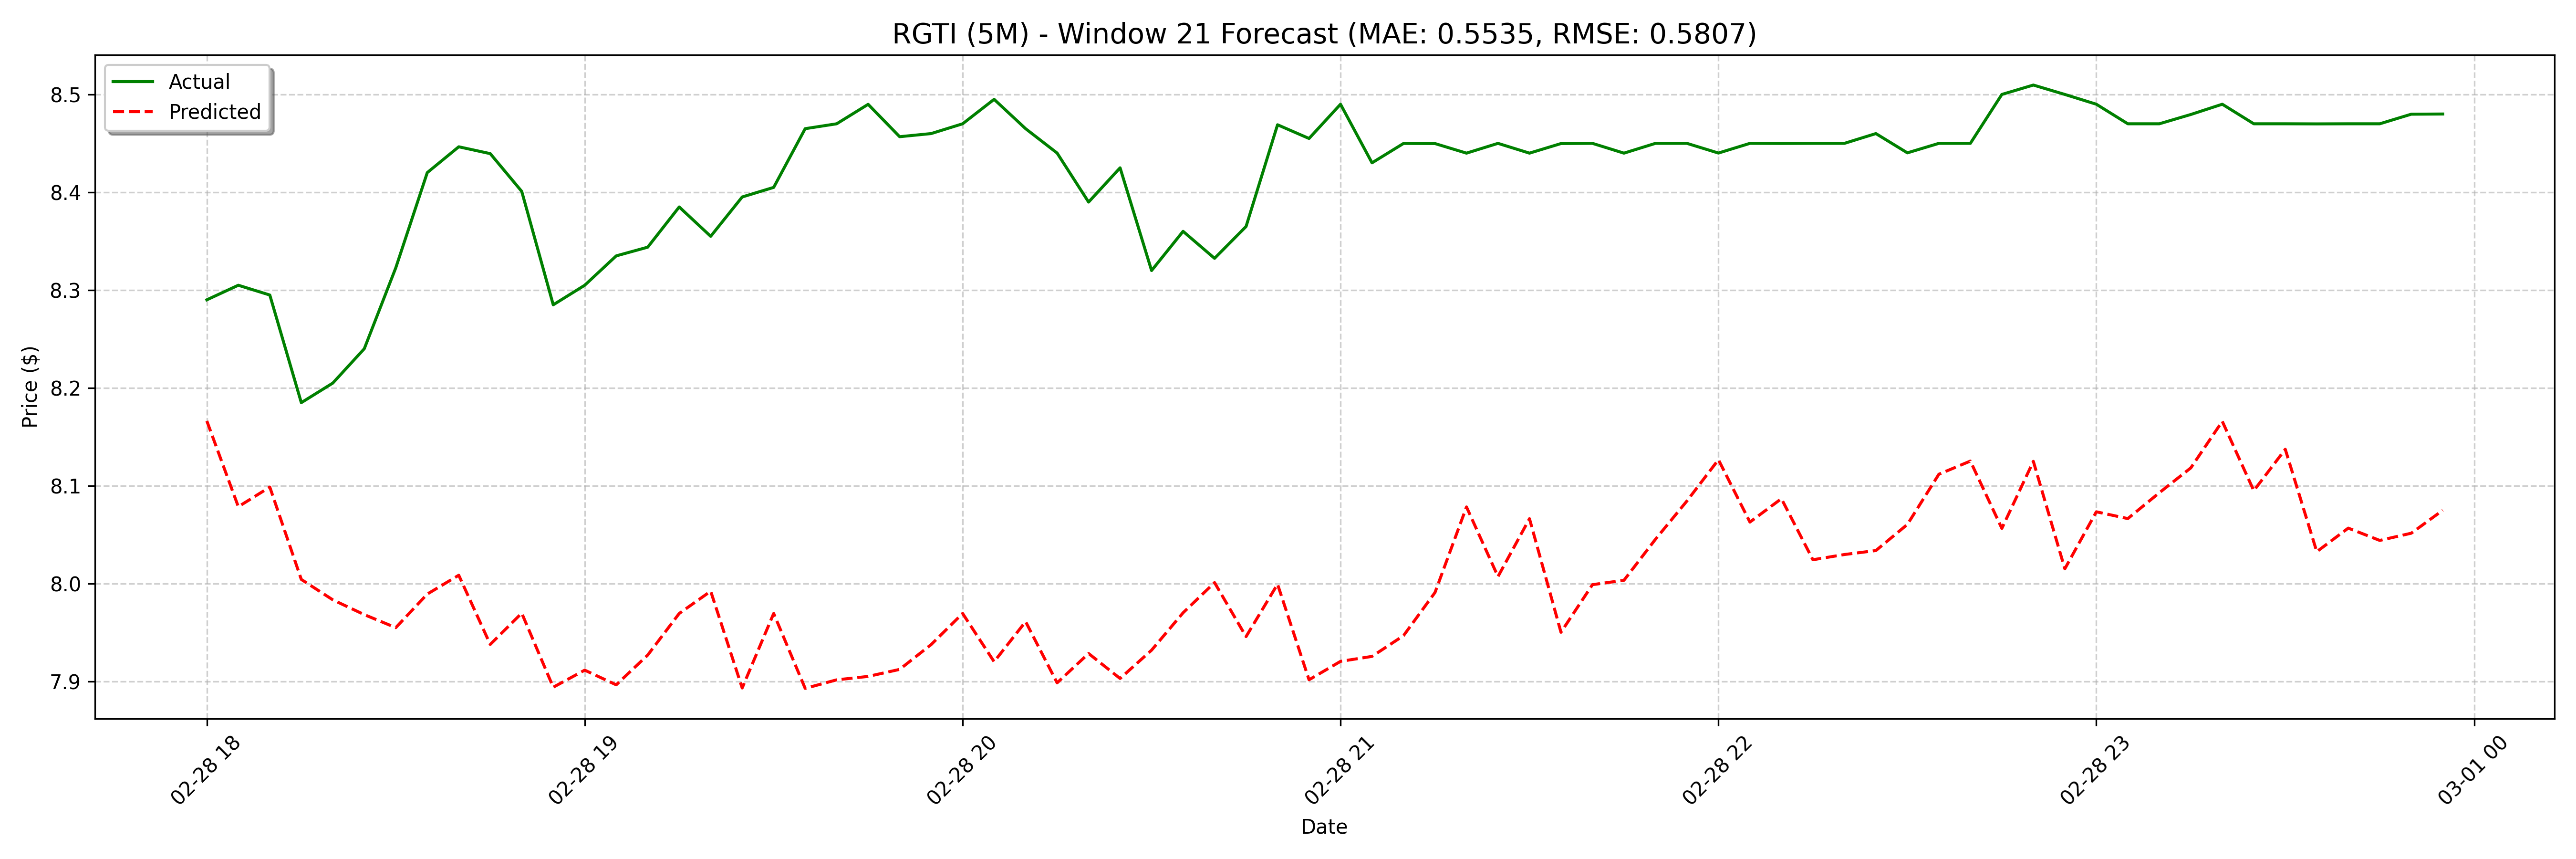 RGTI (5M) - Window 21 Forecast (MAE: 0.5535, RMSE: 0.5807)
Actual
Predicted
8.5
8.4
8.3
8.2
8.1
8.0
7.9
Price ($)
02-28 18
02-28 19
02-28 20
02-28 21
02-28 22
02-28 23
03-01 00
Date